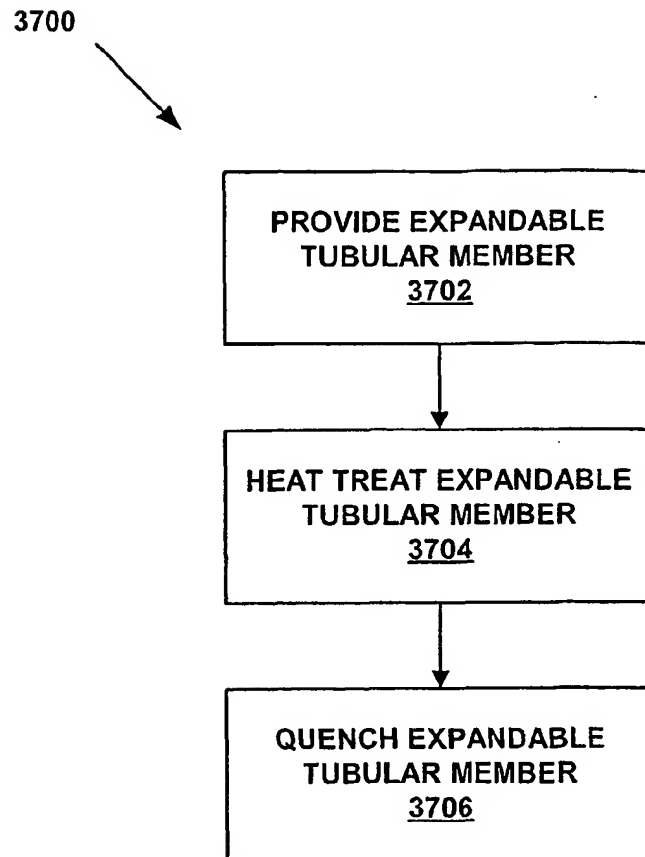 3700
PROVIDE EXPANDABLE
TUBULAR MEMBER
3702
HEAT TREAT EXPANDABLE
TUBULAR MEMBER
3704
QUENCH EXPANDABLE
TUBULAR MEMBER
3706